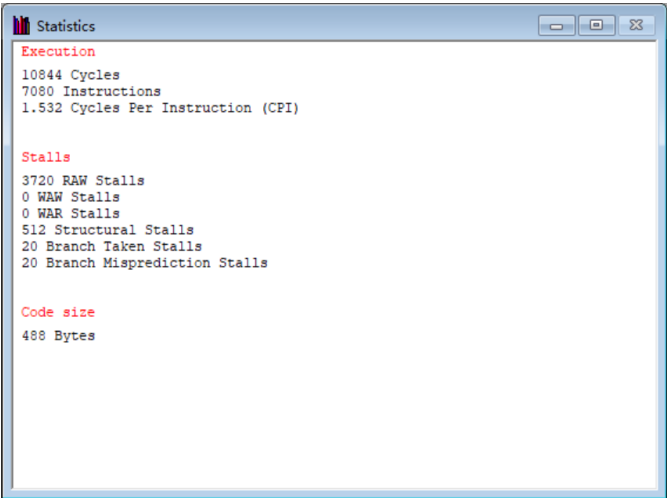 Statistics
Execution
10844 Cycles
7080 Instructions
1.532 Cycles Per Instruction (CPI)
Stalls
3720 RAW Stalls
0 WAW Stalls
0 WAR Stalls
512 Structural Stalls
20 Branch Taken Stalls
20 Branch Misprediction Stalls
Code size
488 Bytes